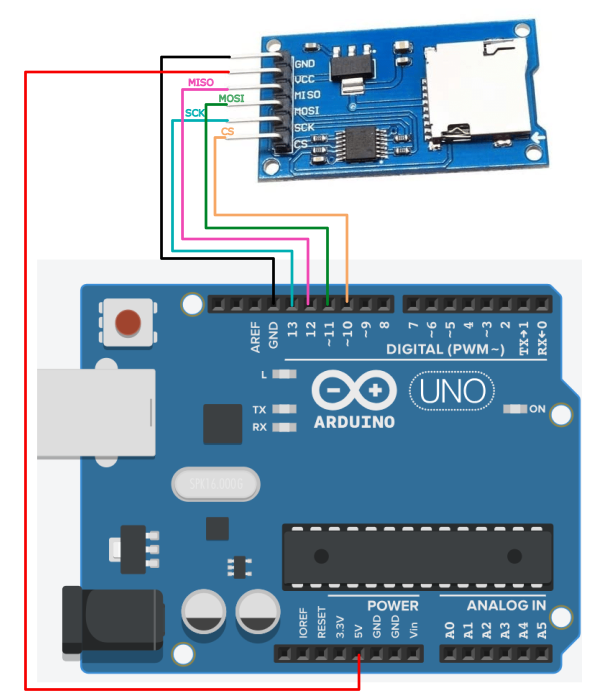 GND
VCC
MISO
MISO
MOSI
MOSI
SCK
SCK
CS
CS
AREF
GND
13
12
~11
~10
~9
8
7
~6
~5
4
~3
2
TX→1
RX←0
DIGITAL (PWM~)
L
TX
RX
ARDUINO
UNO
ON
POWER
ANALOG IN
IOREF
RESET
3.3V
5V
GND
GND
Vin
A0
A1
A2
A3
A4
A5